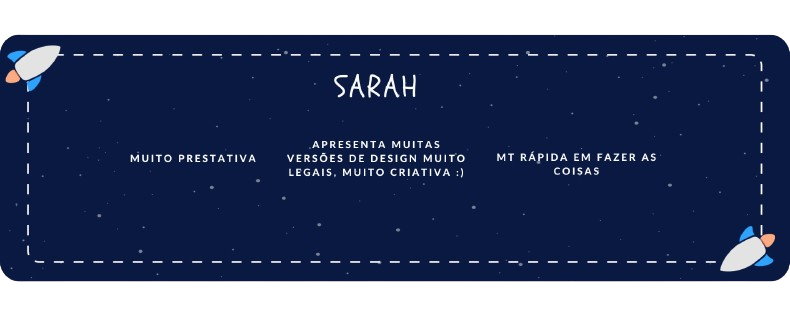 SARAH
MUITO PRESTATIVA
APRESENTA MUITAS
VERSÕES DE DESIGN MUITO
LEGAIS, MUITO CRIATIVA :)
MT RÁPIDA EM FAZER AS
COISAS